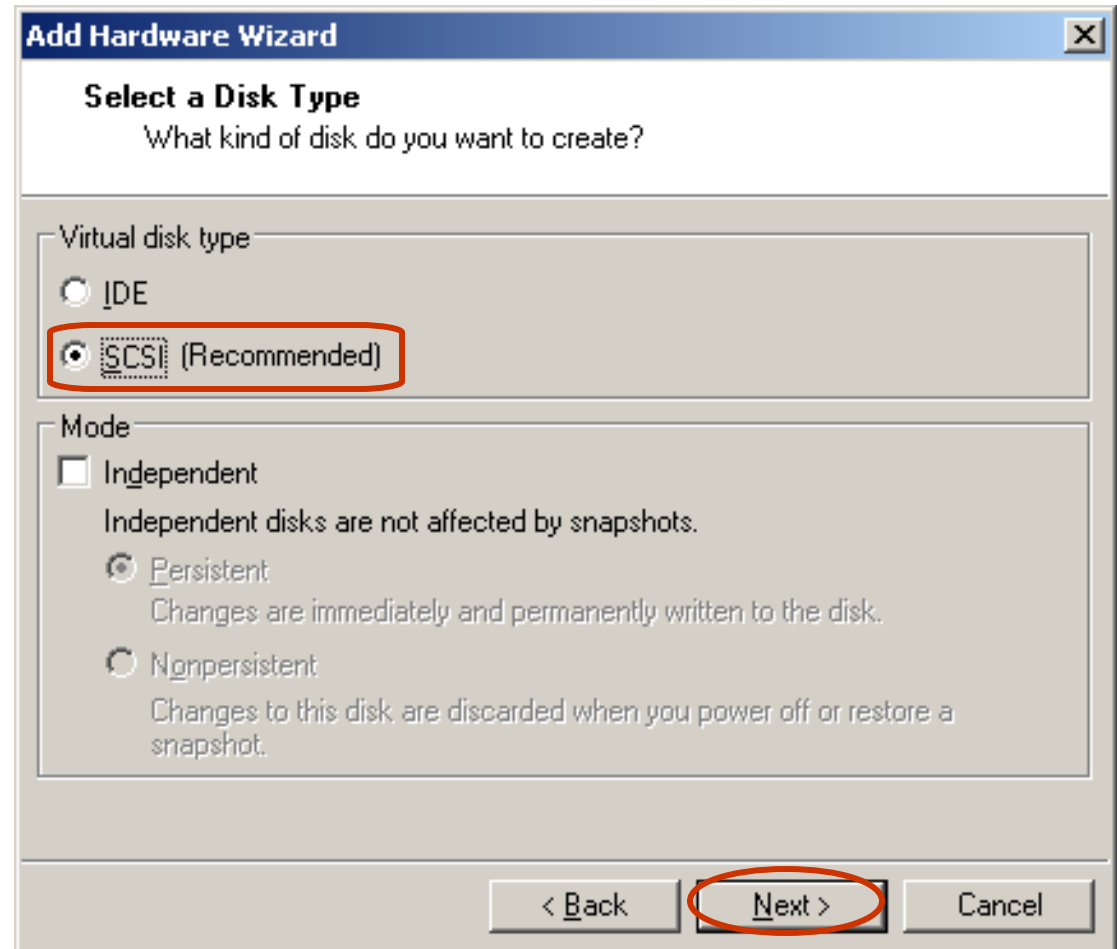 Add Hardware Wizard
Select a Disk Type
What kind of disk do you want to create?
Virtual disk type
IDE
SCSI (Recommended)
Mode
Independent
Independent disks are not affected by snapshots.
Persistent
Changes are immediately and permanently written to the disk.
Nonpersistent
Changes to this disk are discarded when you power off or restore a
snapshot.
< Back Next > Cancel